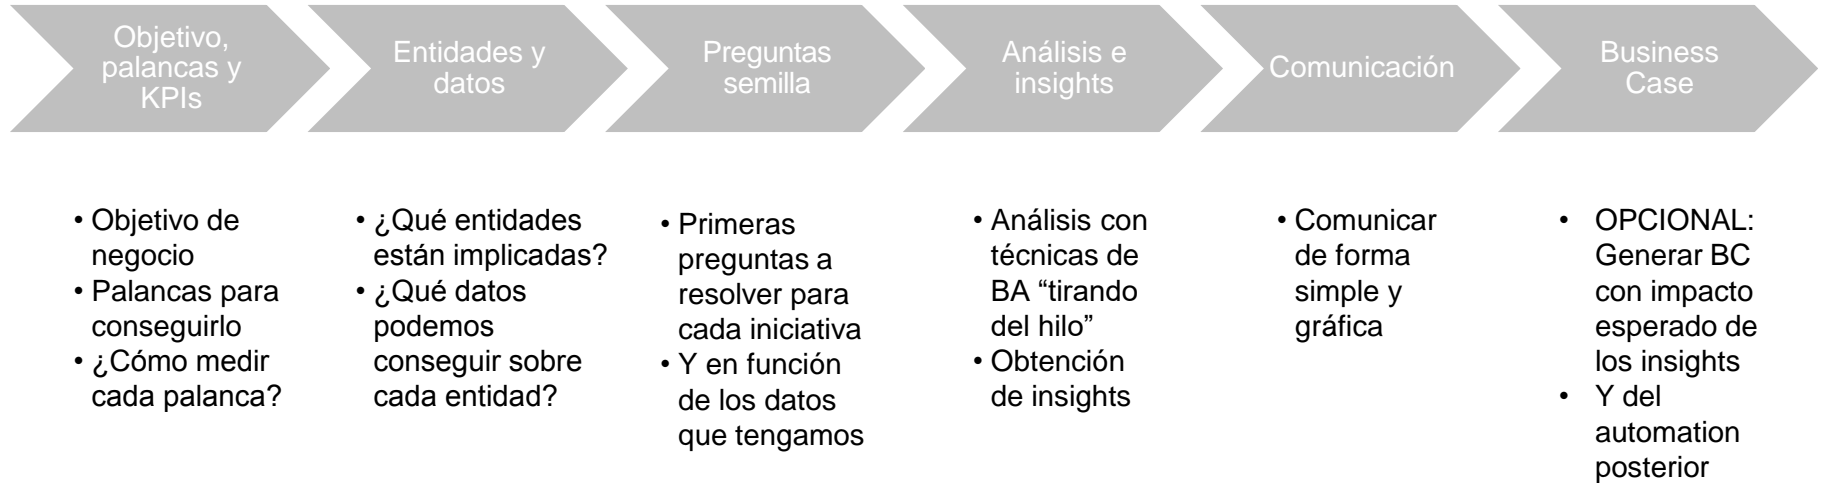 Objetivo,
palancas y
KPIs
Entidades y
datos
Preguntas
semilla
Análisis e
insights
Comunicación
Business
Case
• Objetivo de
negocio
• Palancas para
conseguirlo
• ¿Cómo medir
cada palanca?
• ¿Qué entidades
están implicadas?
• ¿Qué datos
podemos
conseguir sobre
cada entidad?
• Primeras
preguntas a
resolver para
cada iniciativa
• Y en función
de los datos
que tengamos
• Análisis con
técnicas de
BA “tirando
del hilo”
• Obtención
de insights
• Comunicar
de forma
simple y
gráfica
• OPCIONAL:
Generar BC
con impacto
esperado de
los insights
• Y del
automation
posterior